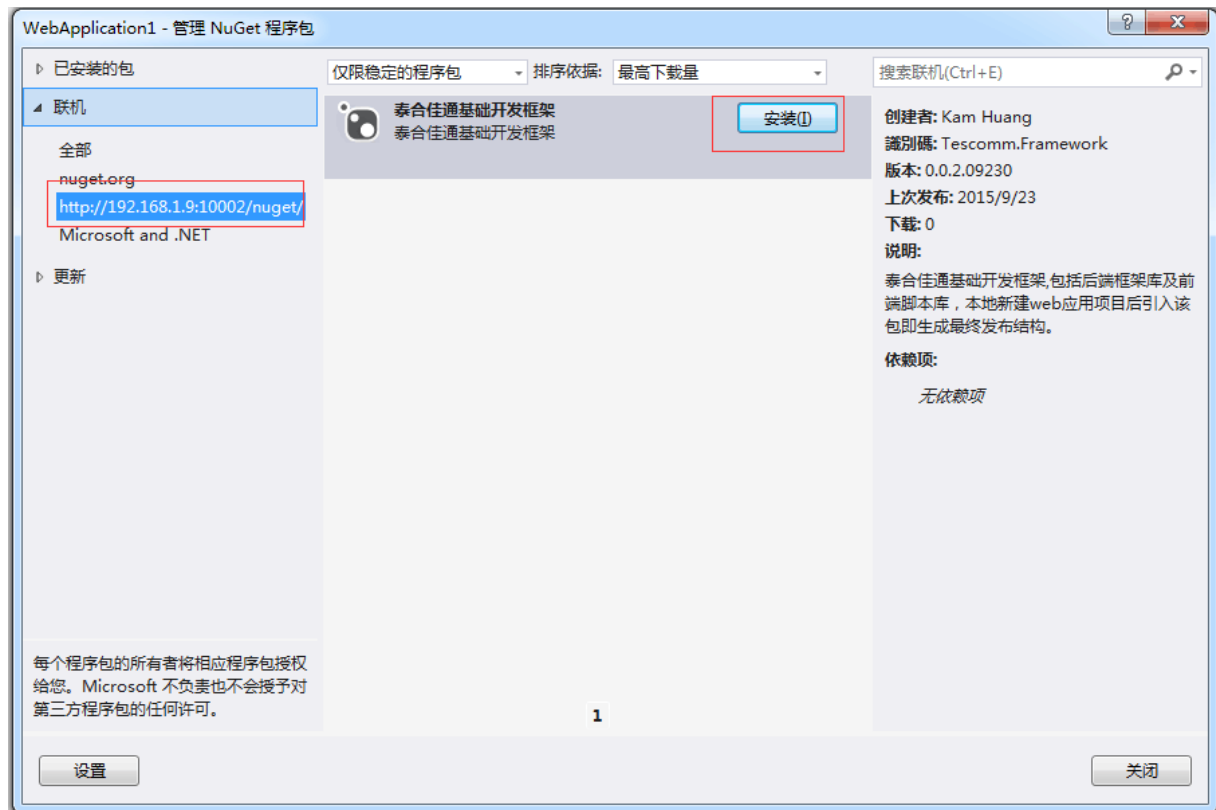 WebApplication1 - 管理 NuGet 程序包
已安装的包
联机
全部
nuget.org
http://192.168.1.9:10002/nuget/
Microsoft and .NET
更新
每个程序包的所有者将相应程序包授权
给您。Microsoft 不负责也不会授予对
第三方程序包的任何许可。
设置
仅限稳定的程序包
排序依据: 最高下载量
泰合佳通基础开发框架
泰合佳通基础开发框架
安装(I)
1
搜索联机(Ctrl+E)
创建者: Kam Huang
識別碼: Tescomm.Framework
版本: 0.0.2.09230
上次发布: 2015/9/23
下载: 0
说明:
泰合佳通基础开发框架,包括后端框架库及前
端脚本库，本地新建web应用项目后引入该
包即生成最终发布结构。
依赖项:
无依赖项
关闭